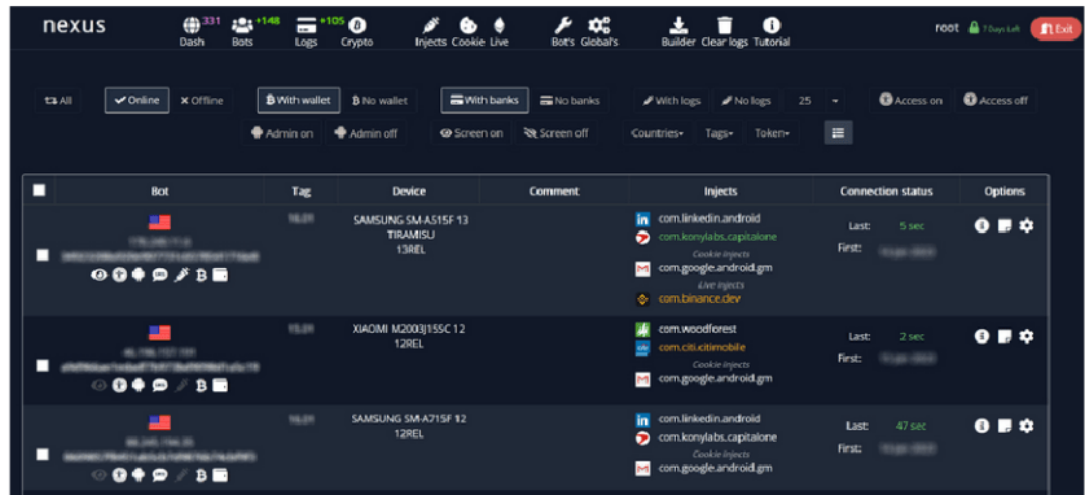 nexus
331 +148 +105
Dash Bots Logs Crypto Injects Cookie Live Bot's Global's Builder Clear logs Tutorial
root 7 Days Left Exit
All Online Offline With wallet No wallet With banks No banks With logs No logs 25 Access on Access off
Admin on Admin off Screen on Screen off Countries Tags Token
Bot Tag Device Comment Injects Connection status Options
SAMSUNG SM-A515F 13
TIRAMISU
13REL
com.linkedin.android
com.konylabs.capitalone
Cookie injects
com.google.android.gm
Live injects
com.binance.dev
Last: 5 sec
First:
XIAOMI M2003J15SC 12
12REL
com.woodforest
com.citi.citimobile
Cookie injects
com.google.android.gm
Last: 2 sec
First:
SAMSUNG SM-A715F 12
12REL
com.linkedin.android
com.konylabs.capitalone
Cookie injects
com.google.android.gm
Last: 47 sec
First: